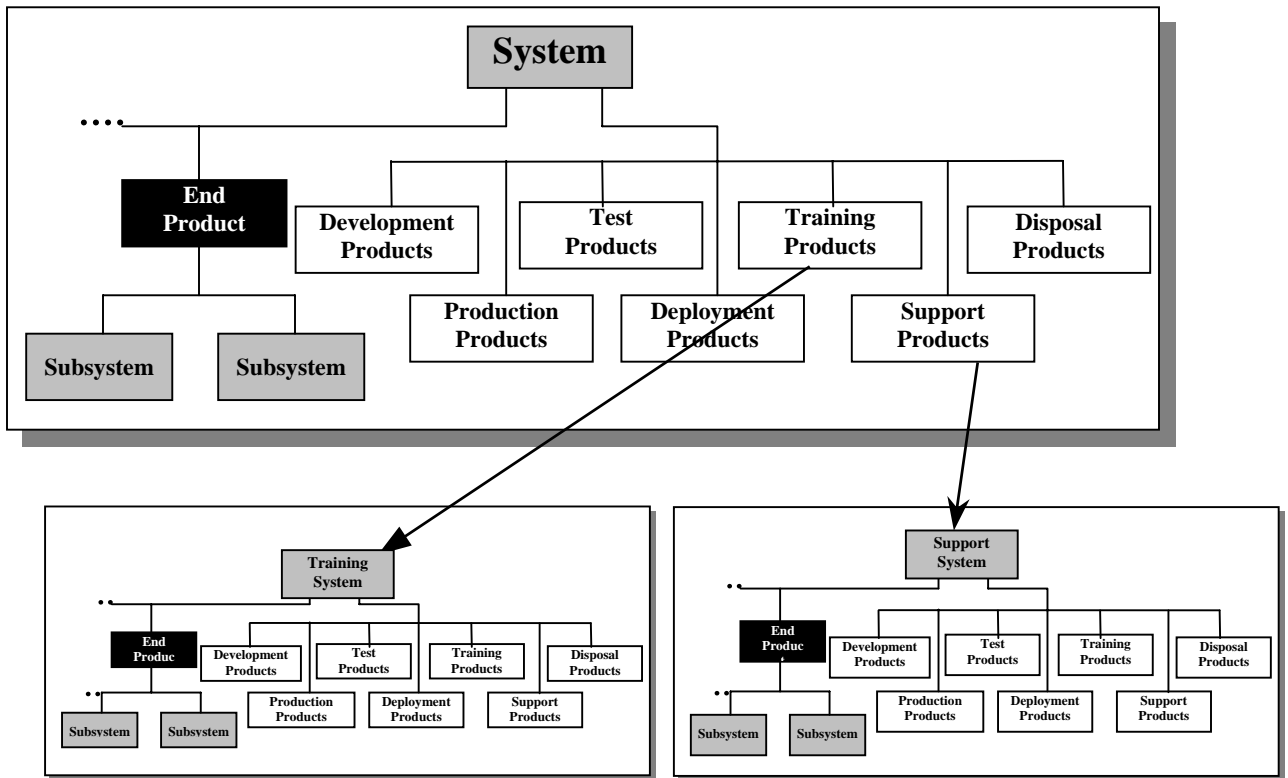 System
....
End
Product
Development
Products
Test
Products
Training
Products
Disposal
Products
Production
Products
Deployment
Products
Support
Products
Subsystem
Subsystem
Training
System
..
End
Produc
Development
Products
Test
Products
Training
Products
Disposal
Products
..
Production
Products
Deployment
Products
Support
Products
Subsystem
Subsystem
Support
System
..
End
Produc
Development
Products
Test
Products
Training
Products
Disposal
Products
..
Production
Products
Deployment
Products
Support
Products
Subsystem
Subsystem